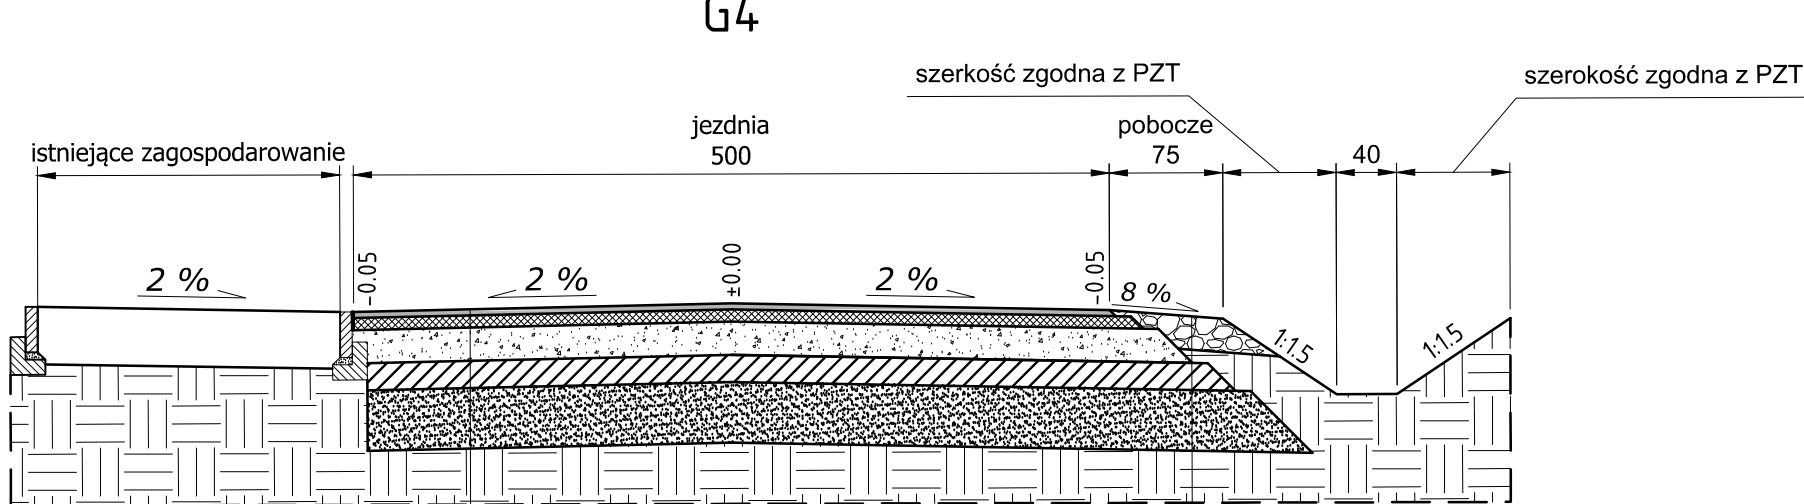 G4
szerkość zgodna z PZT
szerokość zgodna z PZT
jezdnia
pobocze
istniejące zagospodarowanie
500
75
40
-0.05
±0.00
-0.05
2 %
2 %
2 %
8 %
1:1.5
1:1.5